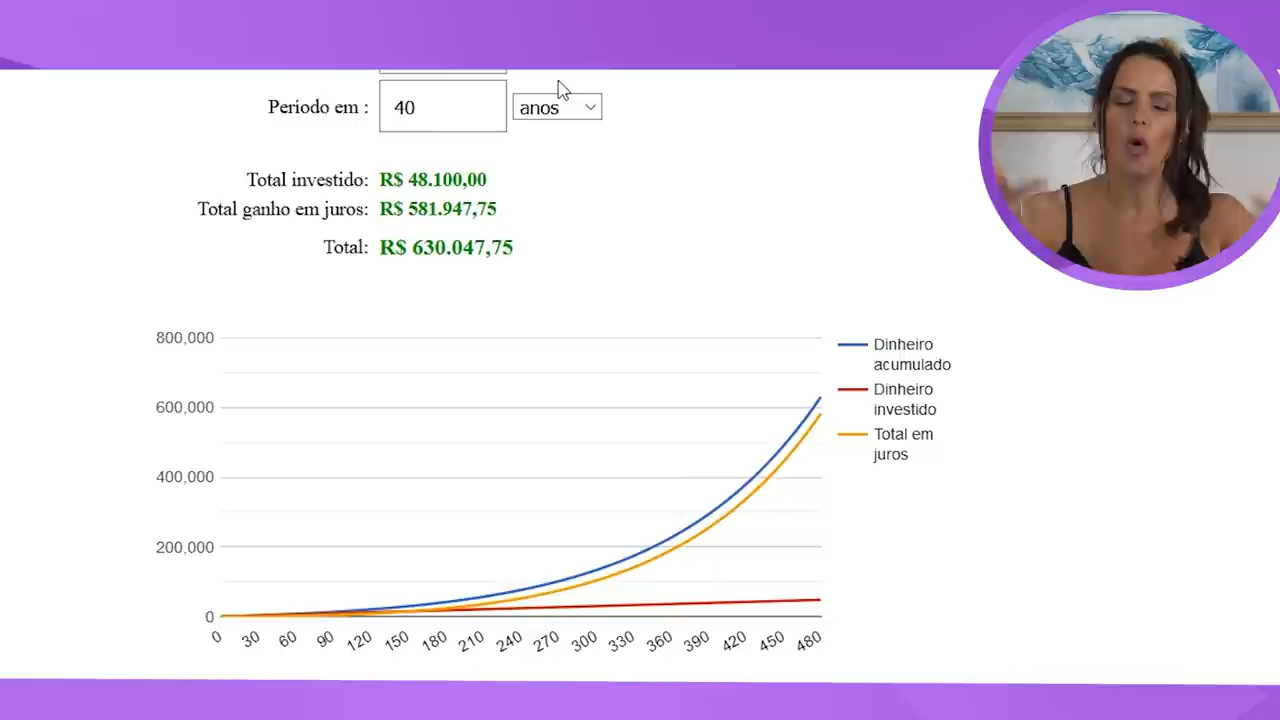 Periodo em : 40 anos
Total investido: R$ 48.100,00
Total ganho em juros: R$ 581.947,75
Total: R$ 630.047,75
800,000
600,000
400,000
200,000
0
0 30 60 90 120 150 180 210 240 270 300 330 360 390 420 450 480
Dinheiro
acumulado
Dinheiro
investido
Total em
juros